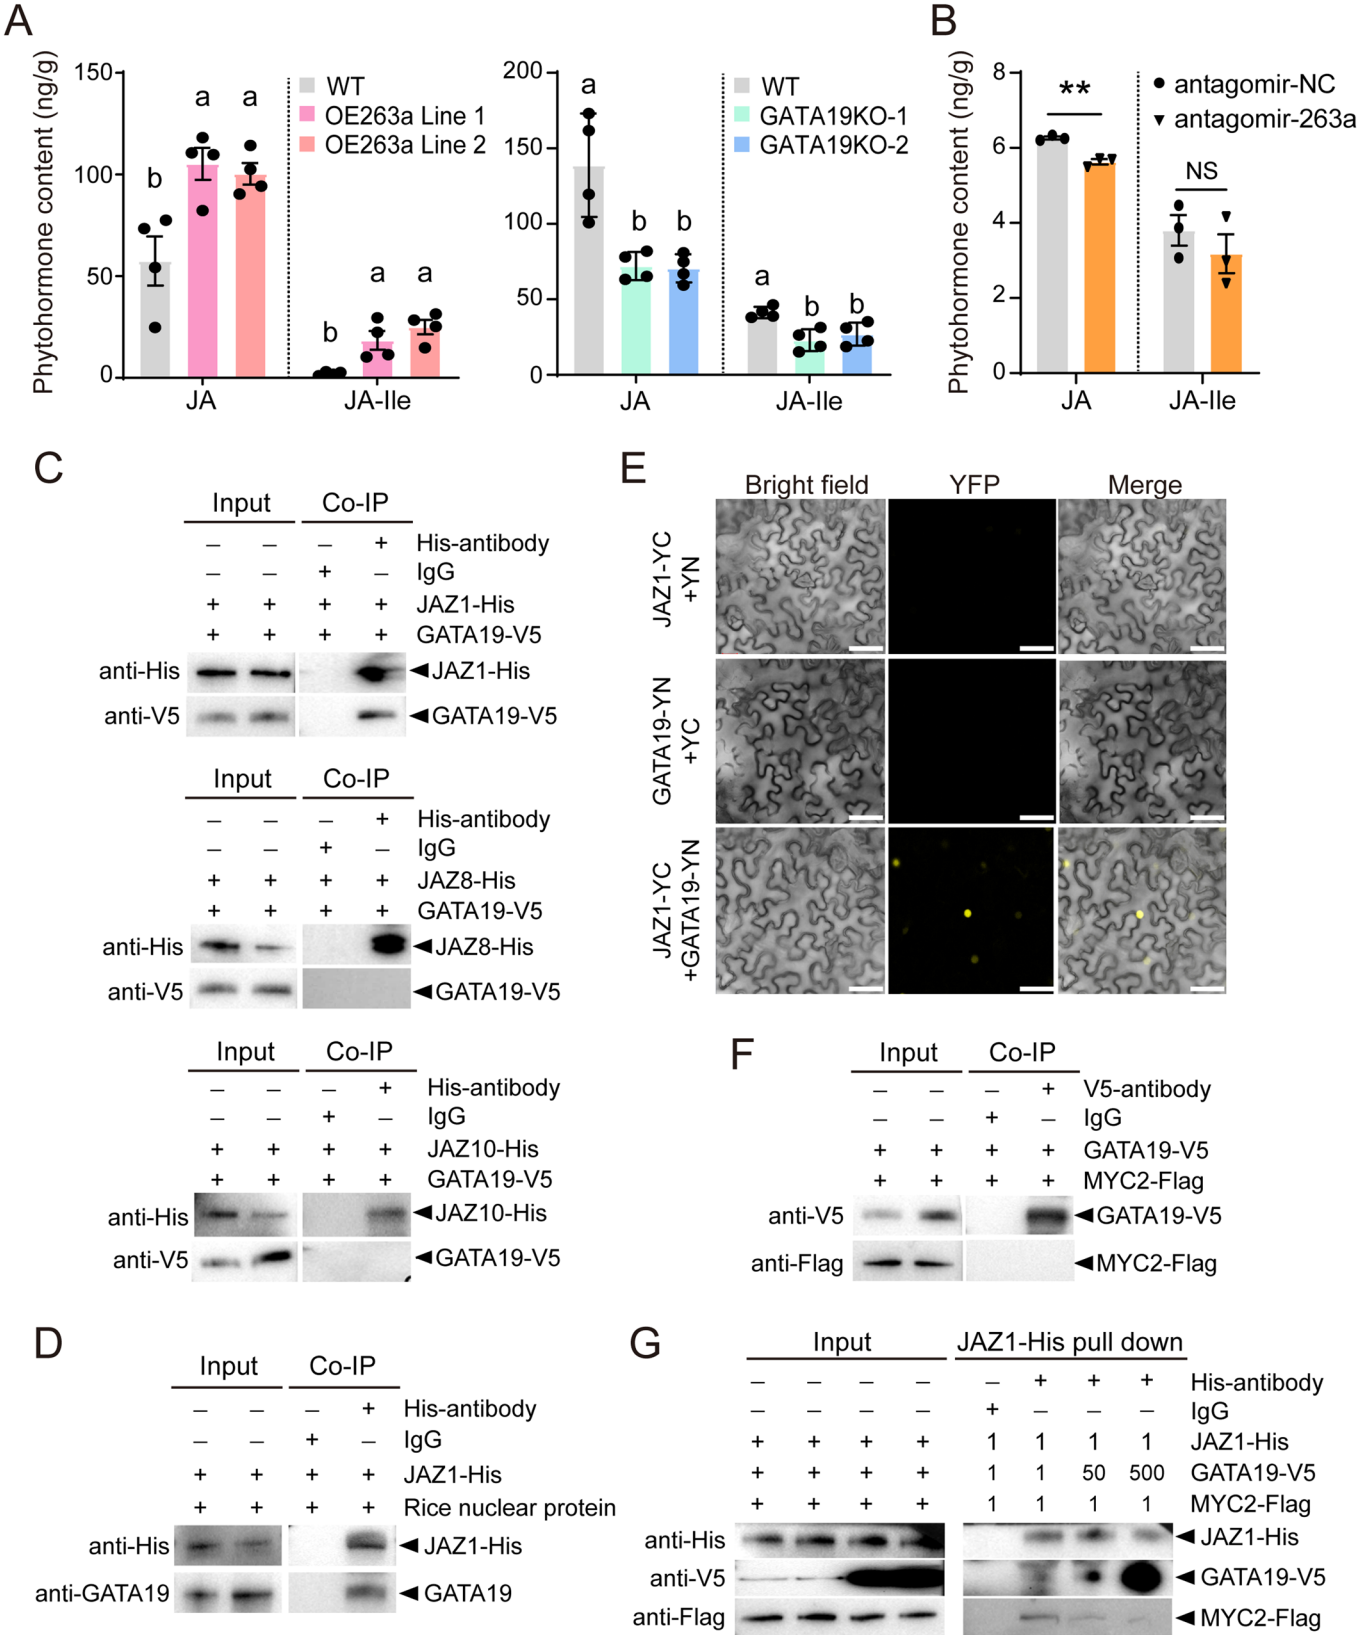 A
Phytohormone content (ng/g)
150
100
50
0
b
a
a
b
a
a
WT
OE263a Line 1
OE263a Line 2
JA
JA-Ile
200
150
100
50
0
a
b
b
a
b
b
WT
GATA19KO-1
GATA19KO-2
JA
JA-Ile
B
Phytohormone content (ng/g)
8
6
4
2
0
**
NS
antagomir-NC
antagomir-263a
JA
JA-Ile
C
Input Co-IP
– – – + His-antibody
– – + – IgG
+ + + + JAZ1-His
+ + + + GATA19-V5
anti-His JAZ1-His
anti-V5 GATA19-V5
Input Co-IP
– – – + His-antibody
– – + – IgG
+ + + + JAZ8-His
+ + + + GATA19-V5
anti-His JAZ8-His
anti-V5 GATA19-V5
Input Co-IP
– – – + His-antibody
– – + – IgG
+ + + + JAZ10-His
+ + + + GATA19-V5
anti-His JAZ10-His
anti-V5 GATA19-V5
D
Input Co-IP
– – – + His-antibody
– – + – IgG
+ + + + JAZ1-His
+ + + + Rice nuclear protein
anti-His JAZ1-His
anti-GATA19 GATA19
E
Bright field YFP Merge
JAZ1-YC
+YN
GATA19-YN
+YC
JAZ1-YC
+GATA19-YN
F
Input Co-IP
– – – + V5-antibody
– – + – IgG
+ + + + GATA19-V5
+ + + + MYC2-Flag
anti-V5 GATA19-V5
anti-Flag MYC2-Flag
G
Input JAZ1-His pull down
– – – – – + + + His-antibody
– – – – + – – – IgG
+ + + + 1 1 1 1 JAZ1-His
+ + + + 1 1 50 500 GATA19-V5
+ + + + 1 1 1 1 MYC2-Flag
anti-His JAZ1-His
anti-V5 GATA19-V5
anti-Flag MYC2-Flag